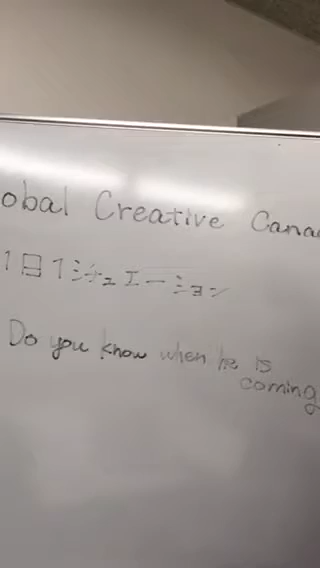 obal Creative Cana
1日1シチュエーション
Do you know when he is
coming